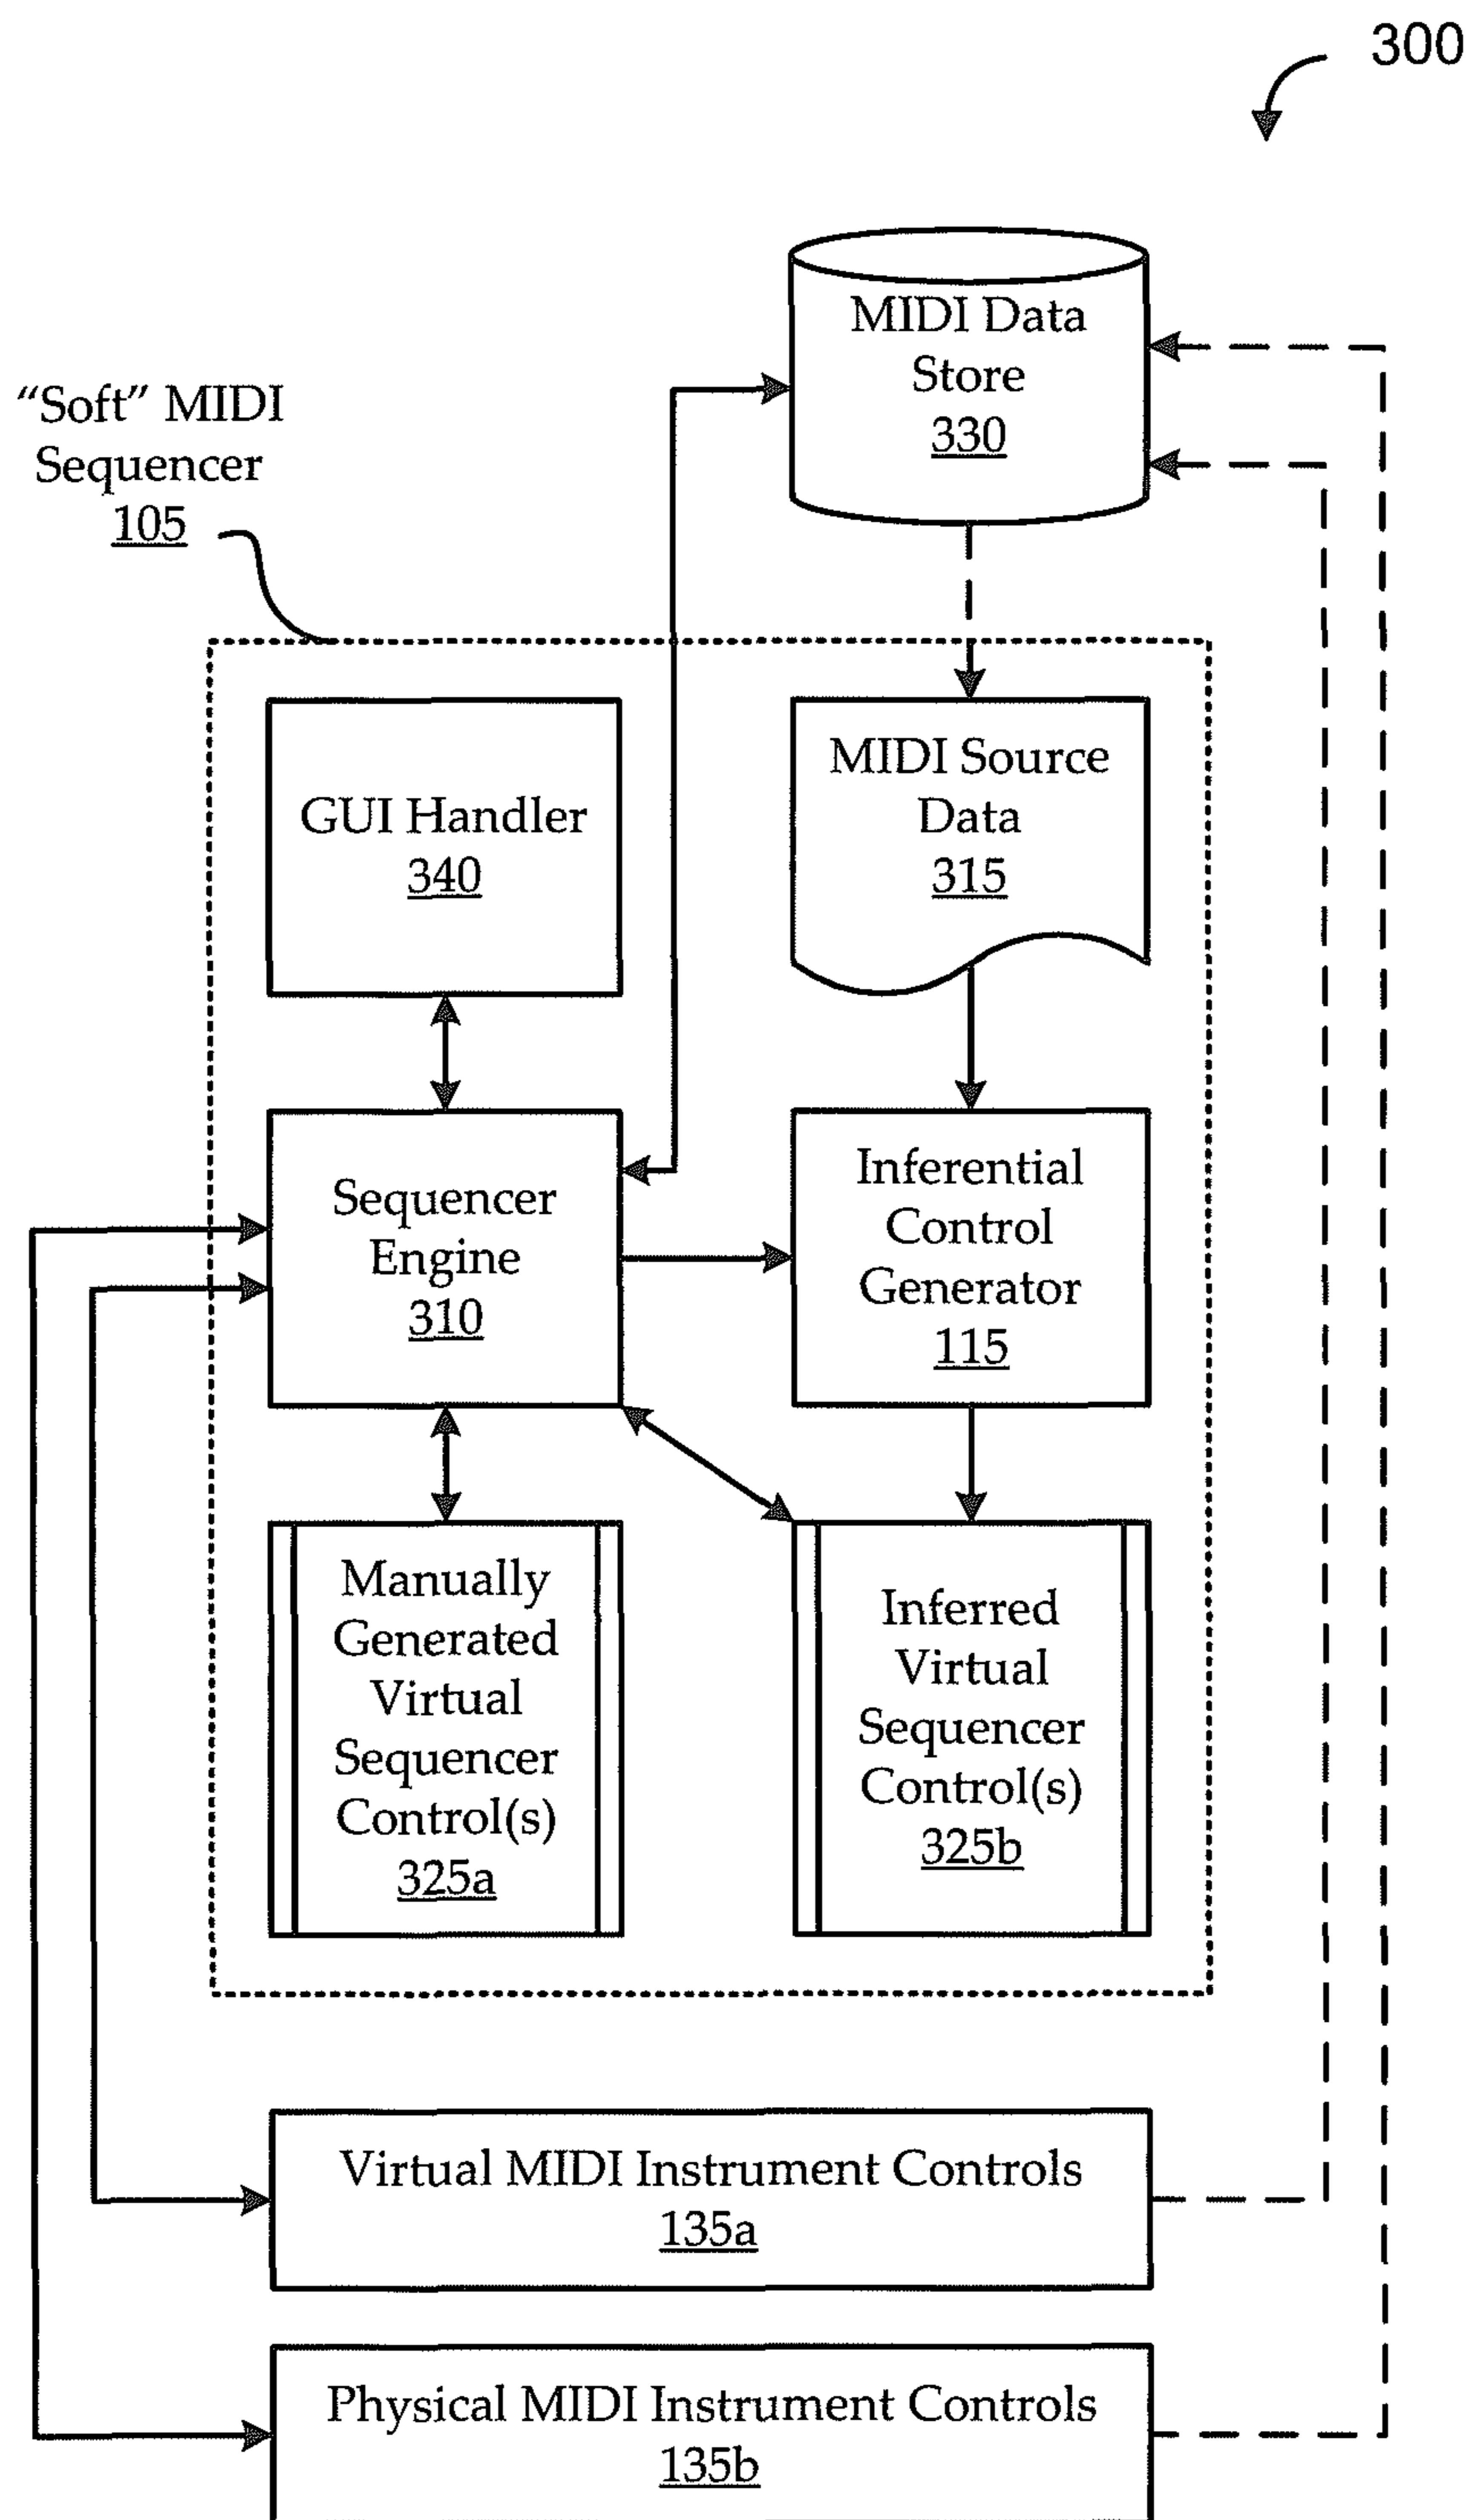 300
MIDI Data
Store
330
“Soft” MIDI
Sequencer
105
GUI Handler
340
MIDI Source
Data
315
Sequencer
Engine
310
Inferential
Control
Generator
115
Manually
Generated
Virtual
Sequencer
Control(s)
325a
Inferred
Virtual
Sequencer
Control(s)
325b
Virtual MIDI Instrument Controls
135a
Physical MIDI Instrument Controls
135b